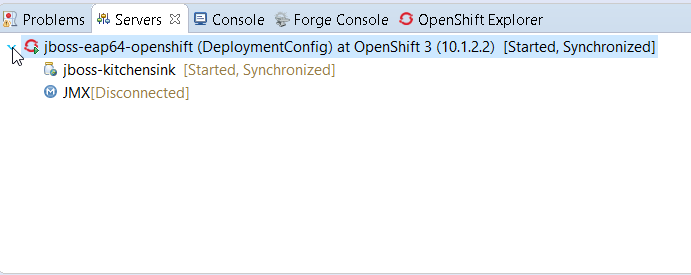 Problems Servers Console Forge Console OpenShift Explorer
jboss-eap64-openshift (DeploymentConfig) at OpenShift 3 (10.1.2.2) [Started, Synchronized]
jboss-kitchensink [Started, Synchronized]
JMX[Disconnected]